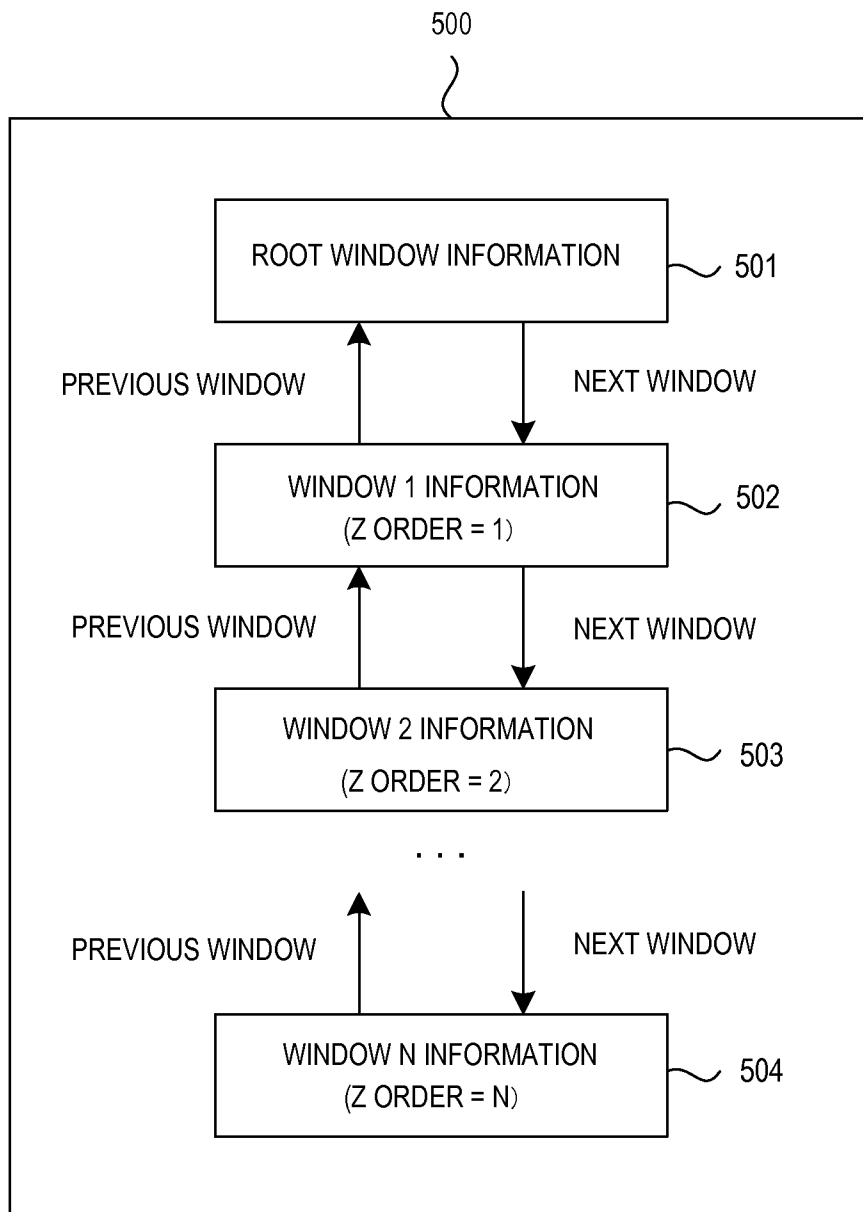 500
ROOT WINDOW INFORMATION
501
PREVIOUS WINDOW
NEXT WINDOW
WINDOW 1 INFORMATION
(Z ORDER = 1)
502
PREVIOUS WINDOW
NEXT WINDOW
WINDOW 2 INFORMATION
(Z ORDER = 2)
503
. . .
PREVIOUS WINDOW
NEXT WINDOW
WINDOW N INFORMATION
(Z ORDER = N)
504